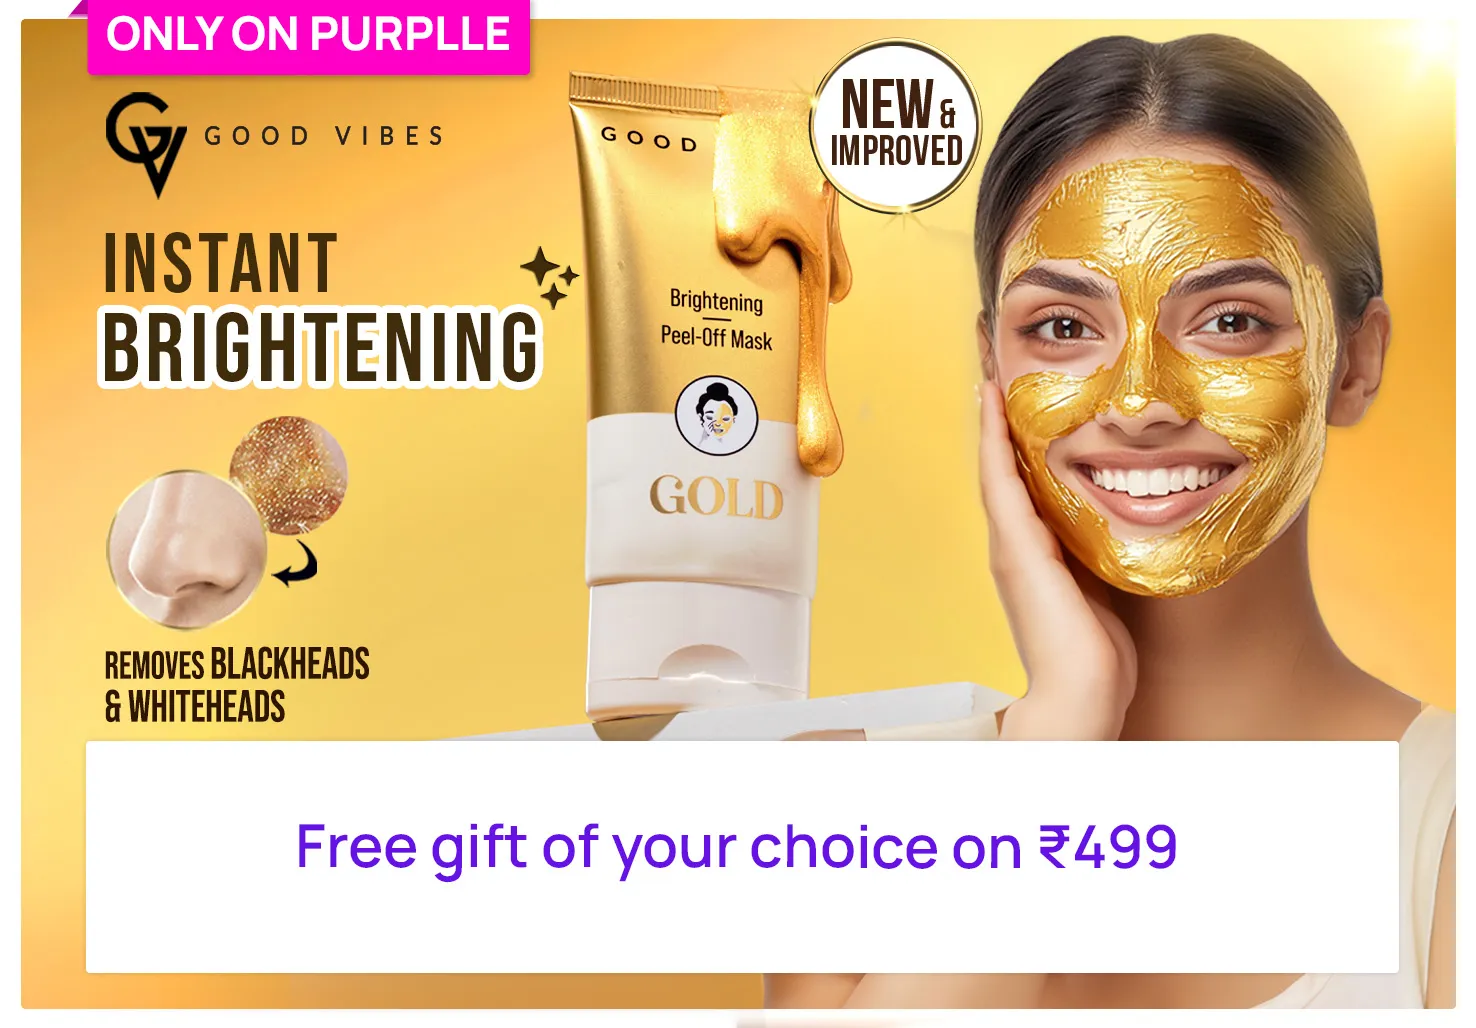 ONLY ON PURPLLE
GV GOOD VIBES
INSTANT
BRIGHTENING
REMOVES BLACKHEADS
& WHITEHEADS
GOOD
Brightening
Peel-Off Mask
GOLD
NEW &
IMPROVED
Free gift of your choice on ₹499